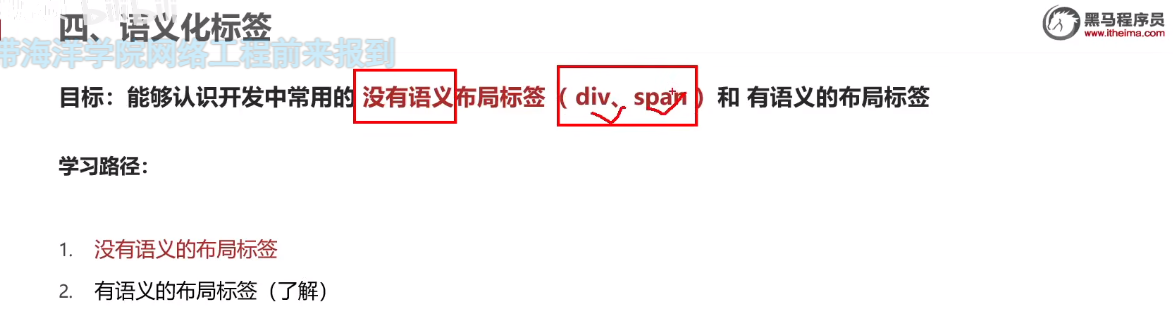 bilibili
四、语义化标签
黑马程序员
www.itheima.com
带海洋学院网络工程前来报到
目标：能够认识开发中常用的 没有语义布局标签（div、span）和 有语义的布局标签
学习路径：
1. 没有语义的布局标签
2. 有语义的布局标签（了解）